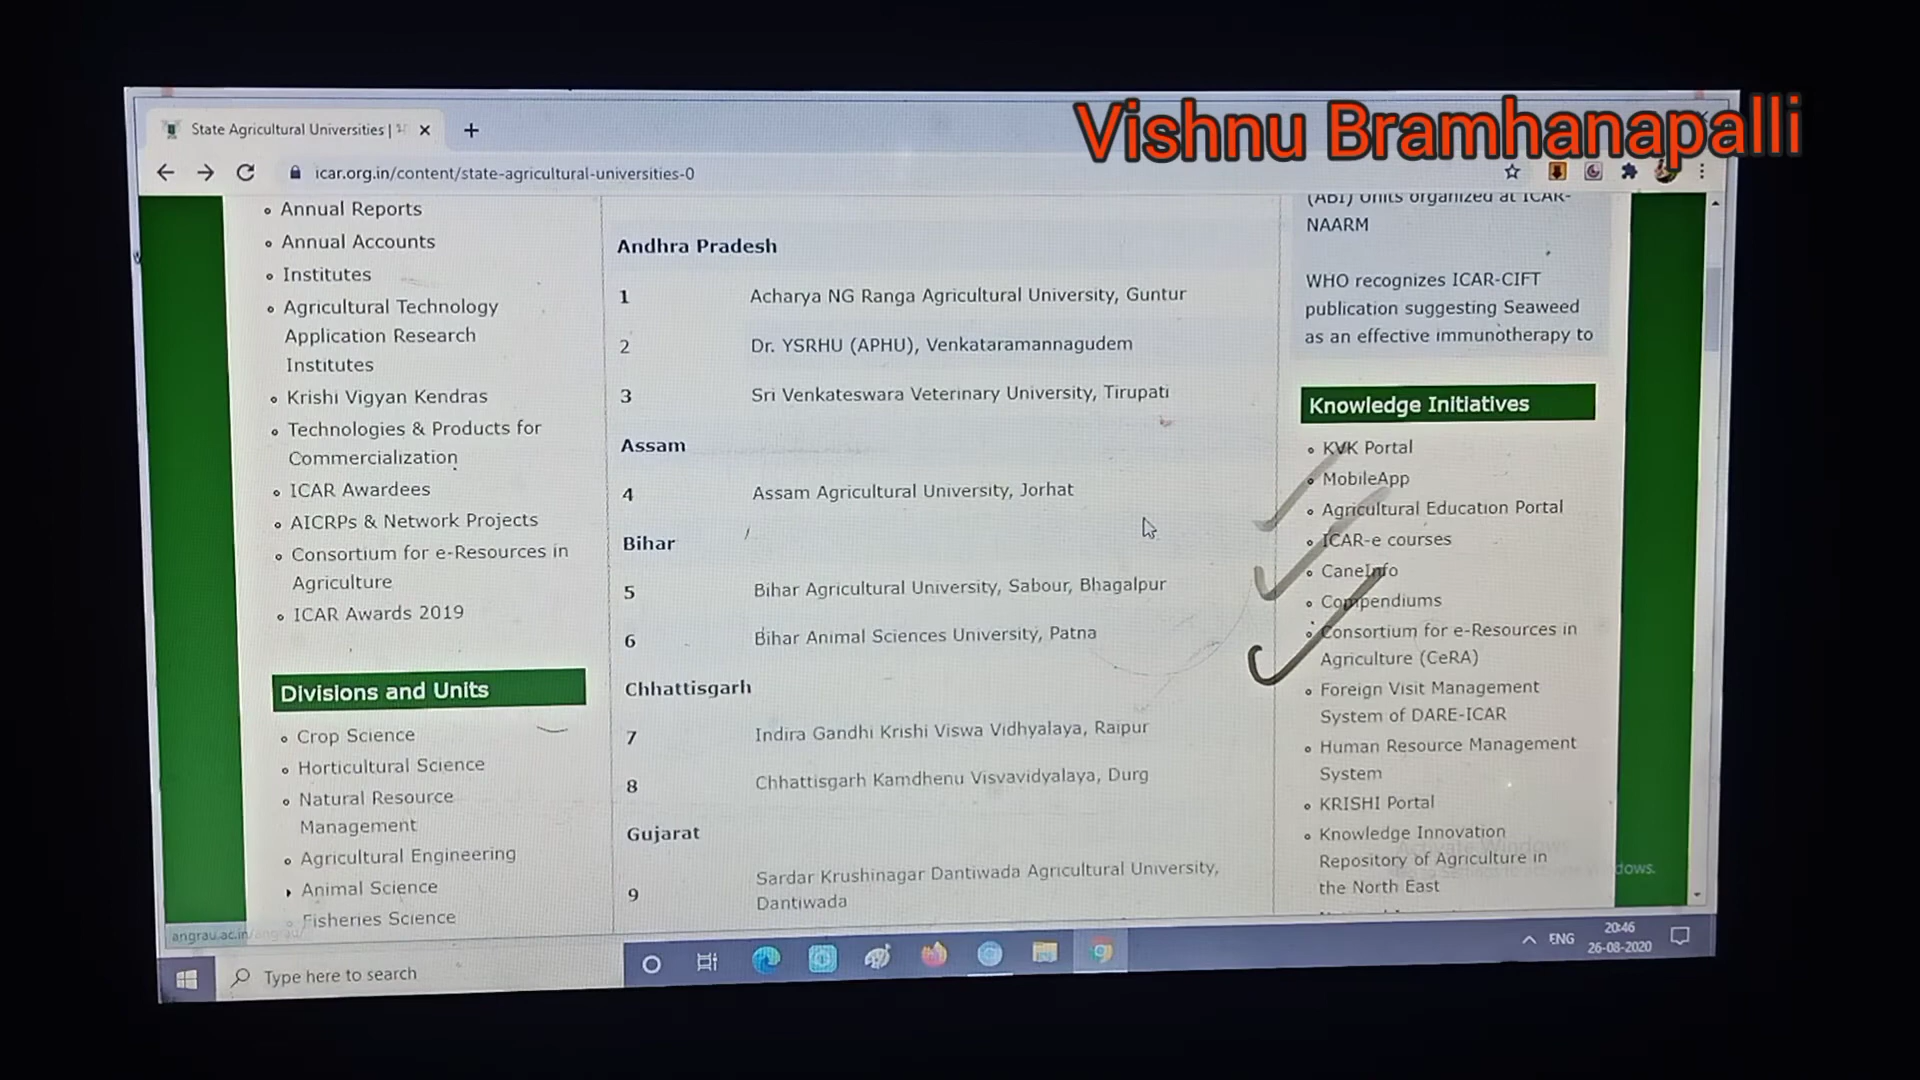 Vishnu Bramhanapalli
State Agricultural Universities |
icar.org.in/content/state-agricultural-universities-0
Annual Reports
Annual Accounts
Institutes
Agricultural Technology
Application Research
Institutes
Krishi Vigyan Kendras
Technologies & Products for
Commercialization
ICAR Awardees
AICRPs & Network Projects
Consortium for e-Resources in
Agriculture
ICAR Awards 2019
Divisions and Units
Crop Science
Horticultural Science
Natural Resource
Management
Agricultural Engineering
Animal Science
Fisheries Science
angrau.ac.in/angrau/
Andhra Pradesh
1 Acharya NG Ranga Agricultural University, Guntur
2 Dr. YSRHU (APHU), Venkataramannagudem
3 Sri Venkateswara Veterinary University, Tirupati
Assam
4 Assam Agricultural University, Jorhat
Bihar
5 Bihar Agricultural University, Sabour, Bhagalpur
6 Bihar Animal Sciences University, Patna
Chhattisgarh
7 Indira Gandhi Krishi Viswa Vidhyalaya, Raipur
8 Chhattisgarh Kamdhenu Visvavidyalaya, Durg
Gujarat
9 Sardar Krushinagar Dantiwada Agricultural University,
Dantiwada
(ABI) Units organized at ICAR-
NAARM
WHO recognizes ICAR-CIFT
publication suggesting Seaweed
as an effective immunotherapy to
Knowledge Initiatives
KVK Portal
MobileApp
Agricultural Education Portal
ICAR-e courses
CaneInfo
Compendiums
Consortium for e-Resources in
Agriculture (CeRA)
Foreign Visit Management
System of DARE-ICAR
Human Resource Management
System
KRISHI Portal
Knowledge Innovation
Repository of Agriculture in
the North East
Activate Windows
Type here to search
ENG
20:46
26-08-2020